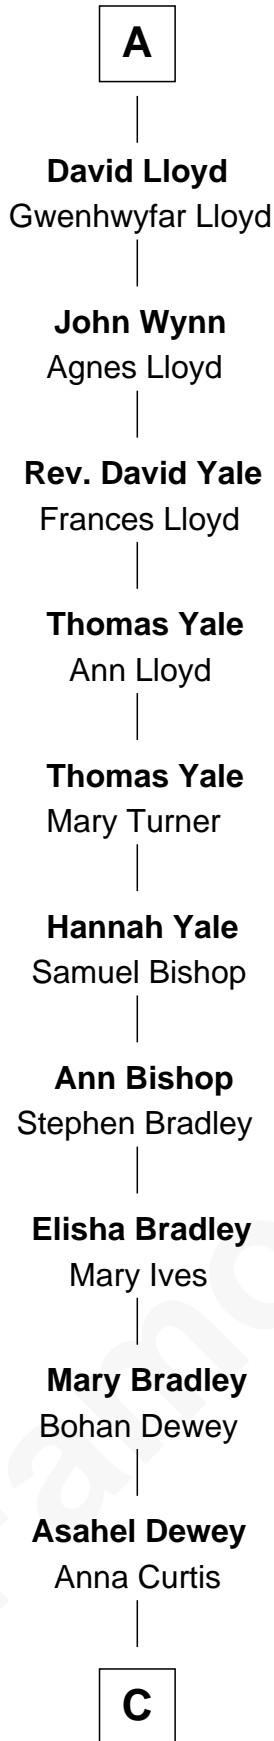 A
David Lloyd
Gwenhwyfar Lloyd
John Wynn
Agnes Lloyd
Rev. David Yale
Frances Lloyd
Thomas Yale
Ann Lloyd
Thomas Yale
Mary Turner
Hannah Yale
Samuel Bishop
Ann Bishop
Stephen Bradley
Elisha Bradley
Mary Ives
Mary Bradley
Bohan Dewey
Asahel Dewey
Anna Curtis
C